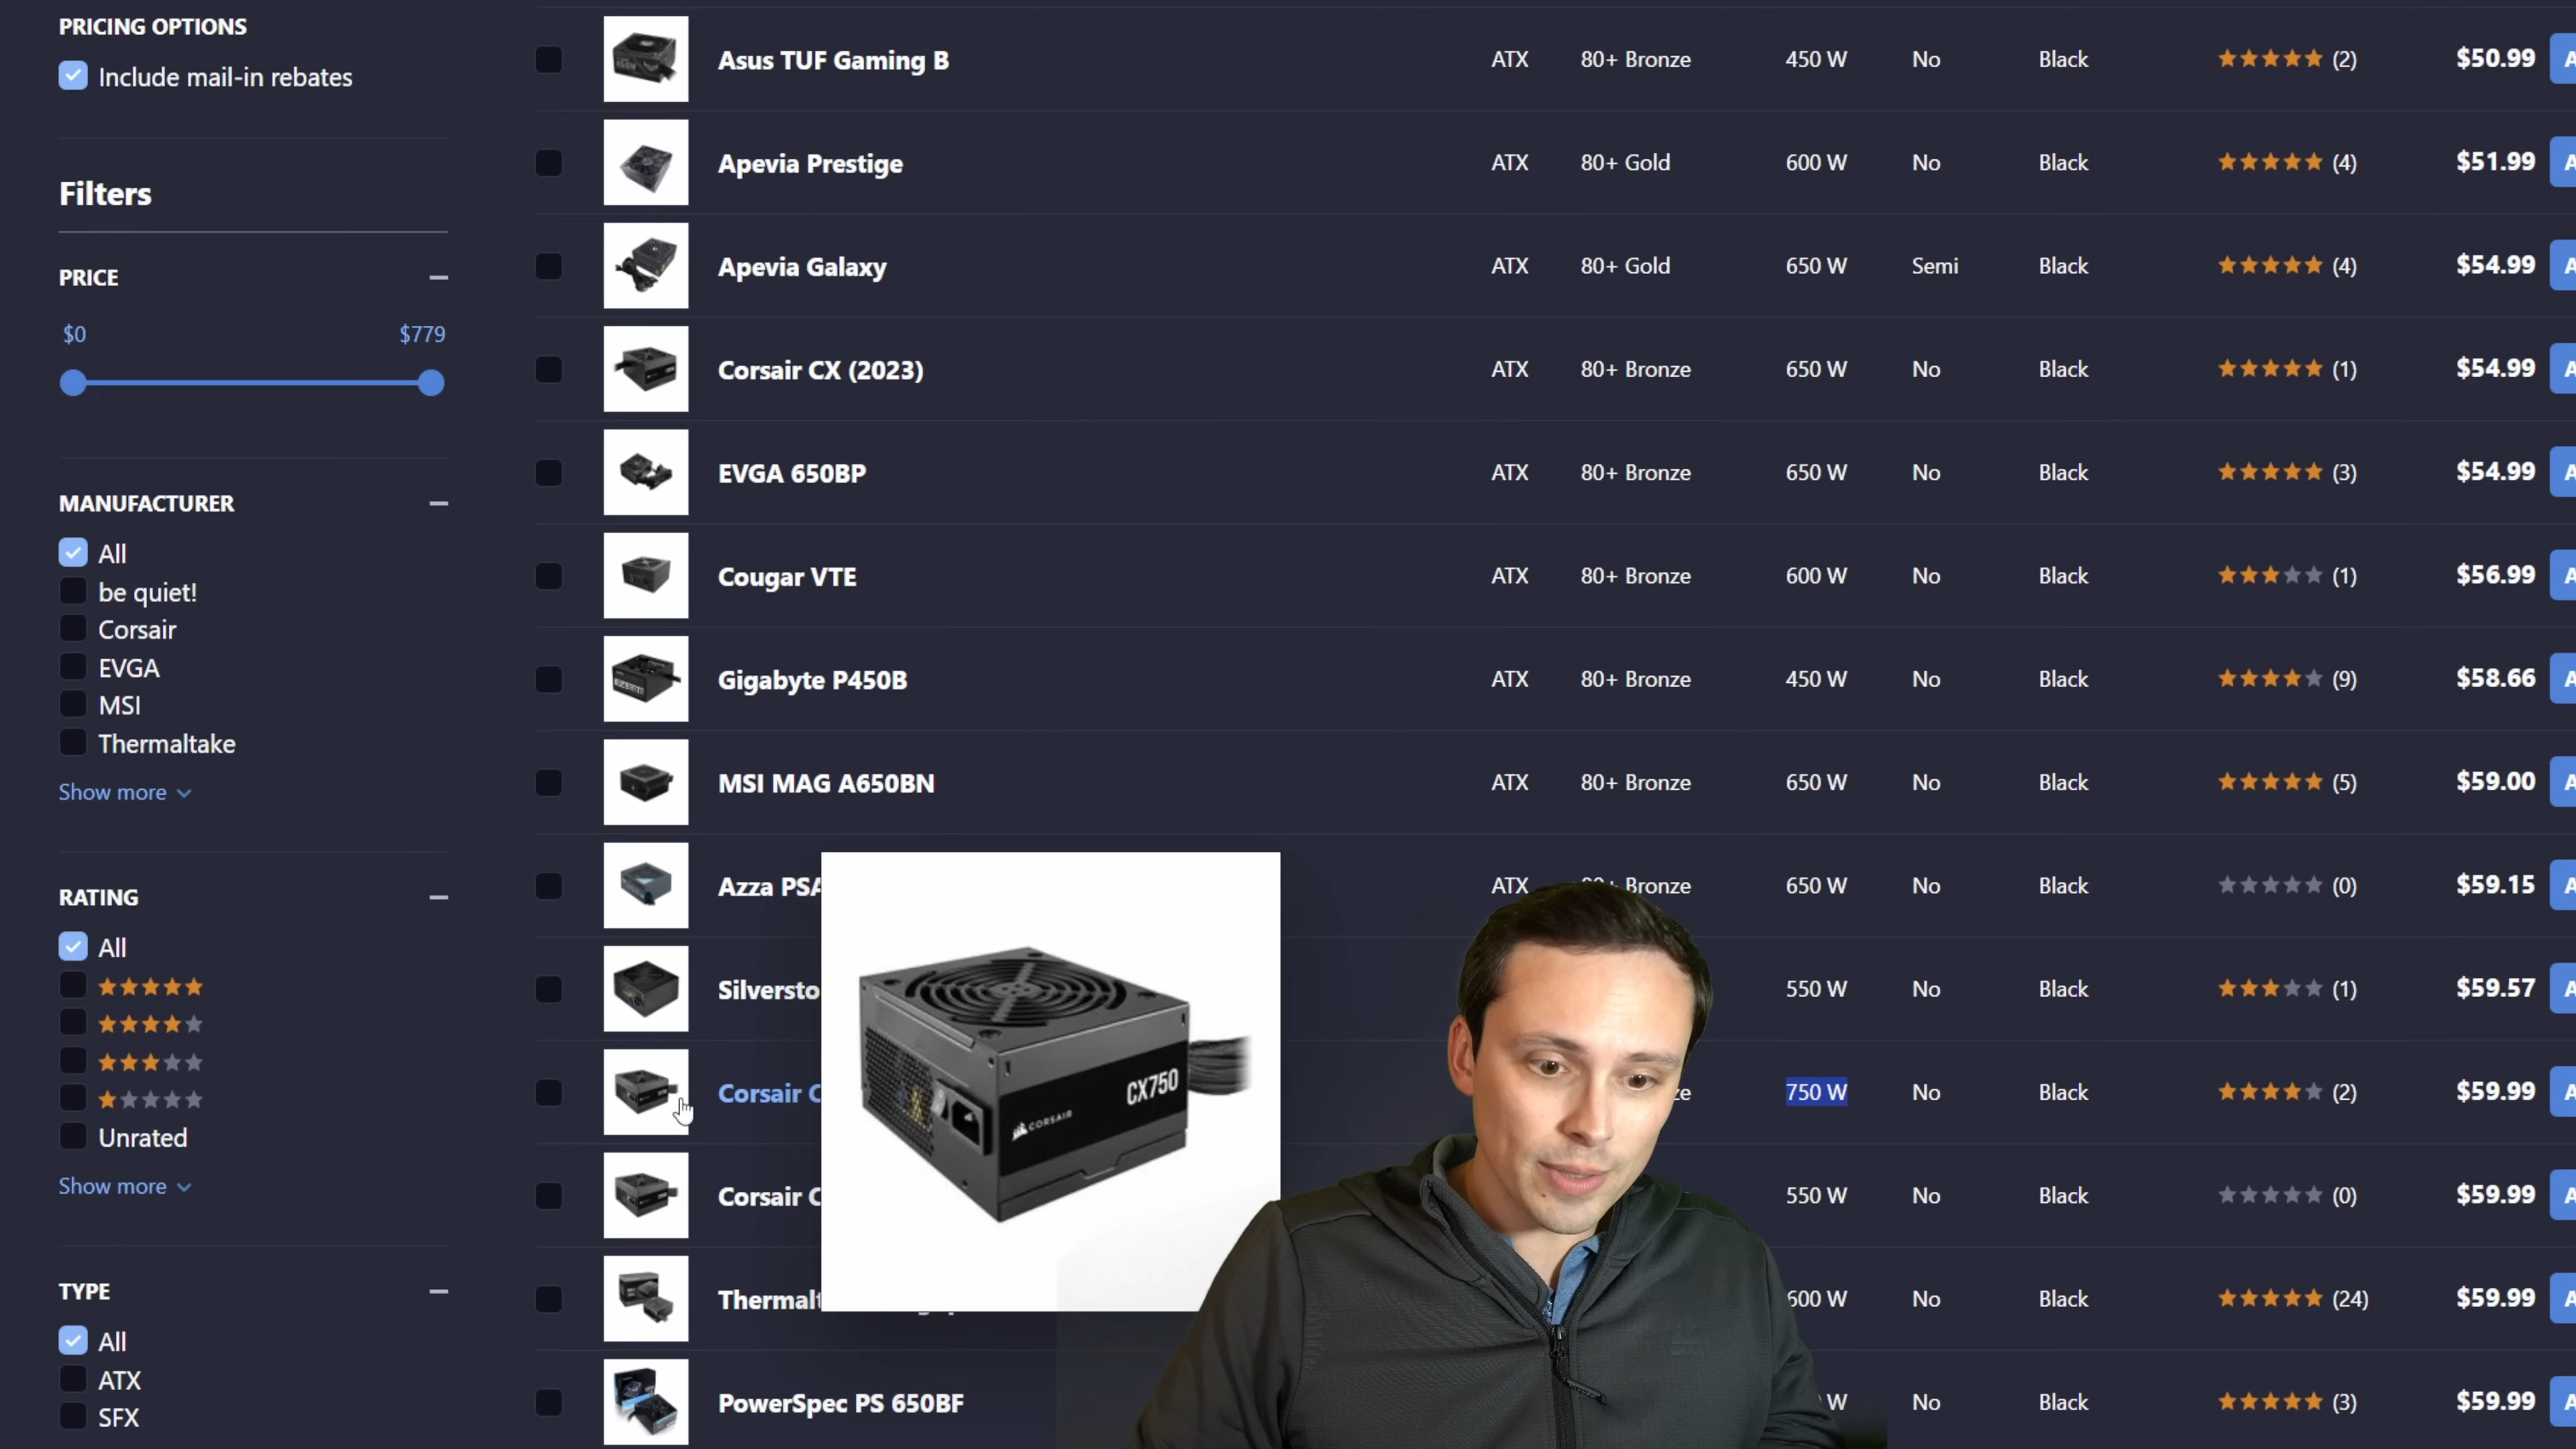 PRICING OPTIONS
Include mail-in rebates
Filters
PRICE
$0 $779
MANUFACTURER
All
be quiet!
Corsair
EVGA
MSI
Thermaltake
Show more
RATING
All
Unrated
Show more
TYPE
All
ATX
SFX
Asus TUF Gaming B ATX 80+ Bronze 450 W No Black (2) $50.99 A
Apevia Prestige ATX 80+ Gold 600 W No Black (4) $51.99 A
Apevia Galaxy ATX 80+ Gold 650 W Semi Black (4) $54.99 A
Corsair CX (2023) ATX 80+ Bronze 650 W No Black (1) $54.99 A
EVGA 650BP ATX 80+ Bronze 650 W No Black (3) $54.99 A
Cougar VTE ATX 80+ Bronze 600 W No Black (1) $56.99 A
Gigabyte P450B ATX 80+ Bronze 450 W No Black (9) $58.66 A
MSI MAG A650BN ATX 80+ Bronze 650 W No Black (5) $59.00 A
Azza PSA ATX 80+ Bronze 650 W No Black (0) $59.15 A
Silversto 550 W No Black (1) $59.57 A
Corsair C ze 750 W No Black (2) $59.99 A
Corsair C 550 W No Black (0) $59.99 A
Thermalt 600 W No Black (24) $59.99 A
PowerSpec PS 650BF W No Black (3) $59.99 A
CX750
CORSAIR